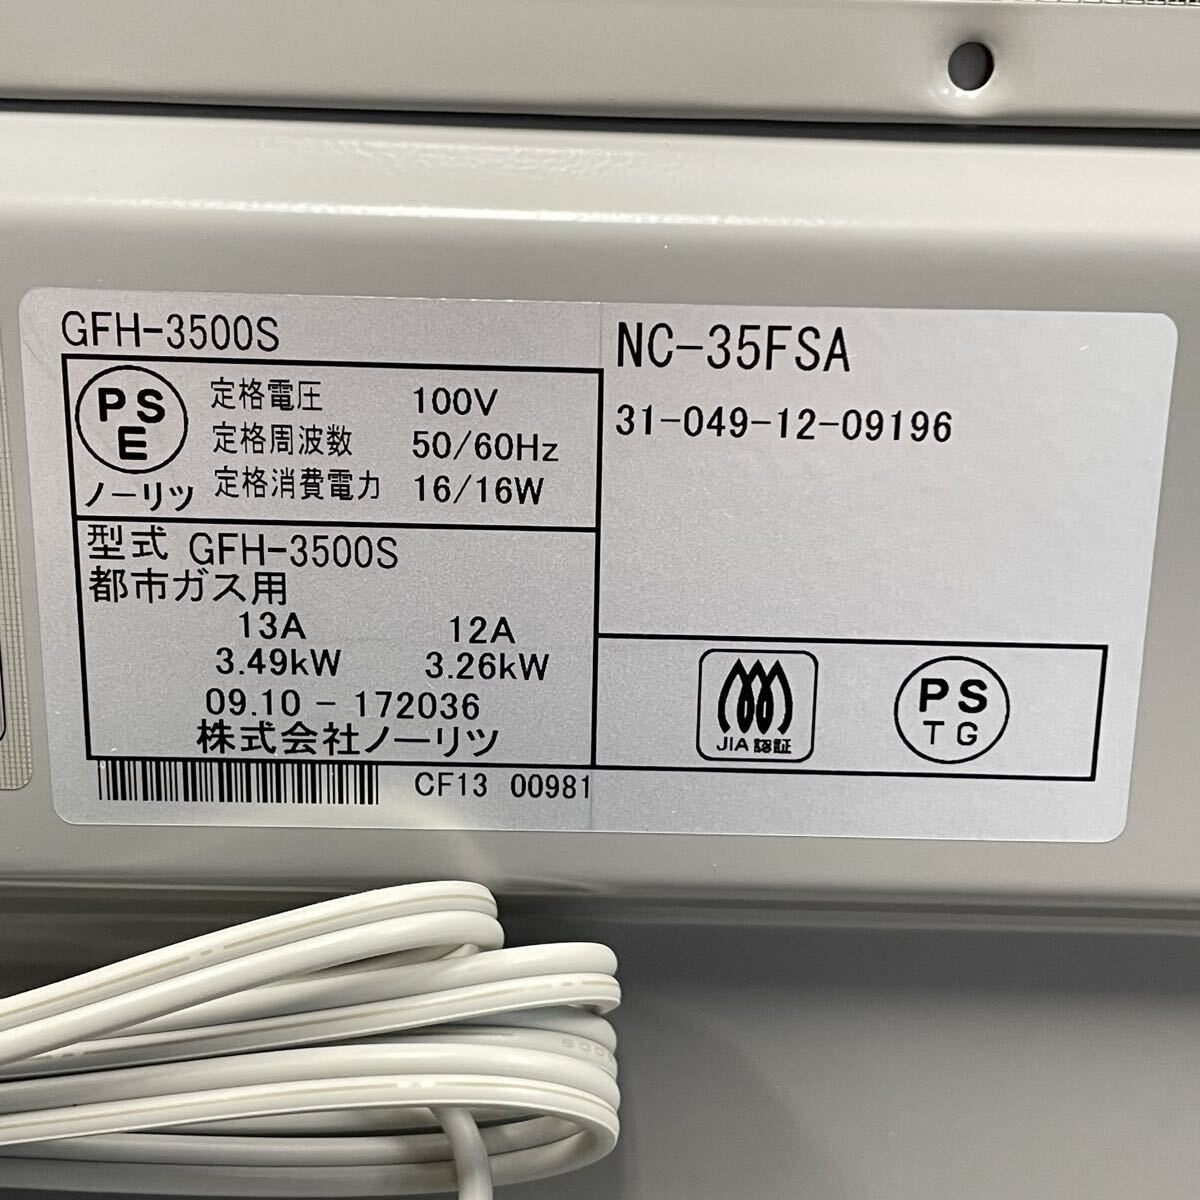 GFH-3500S
PS
E
ノーリツ
定格電圧 100V
定格周波数 50/60Hz
定格消費電力 16/16W
型式 GFH-3500S
都市ガス用
13A 12A
3.49kW 3.26kW
09.10 - 172036
株式会社ノーリツ
CF13 00981
NC-35FSA
31-049-12-09196
JIA認証
PS
TG